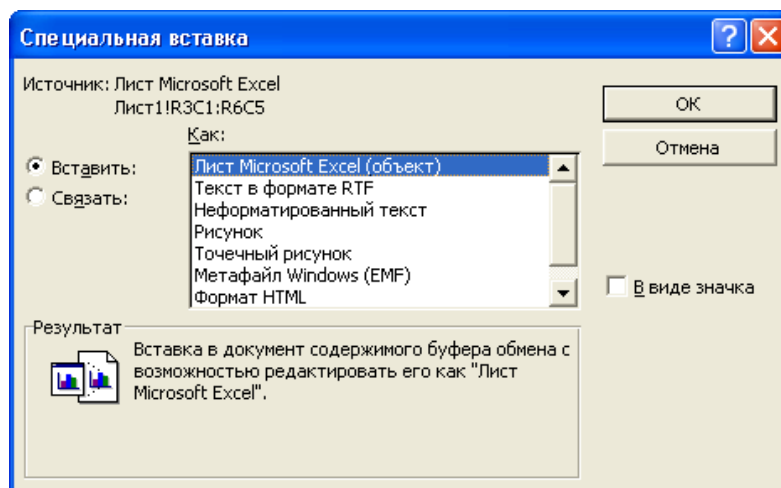 Специальная вставка
Источник: Лист Microsoft Excel
Лист1!R3C1:R6C5
Как:
Вставить:
Связать:
Лист Microsoft Excel (объект)
Текст в формате RTF
Неформатированный текст
Рисунок
Точечный рисунок
Метафайл Windows (EMF)
Формат HTML
ОК
Отмена
В виде значка
Результат
Вставка в документ содержимого буфера обмена с
возможностью редактировать его как "Лист
Microsoft Excel".